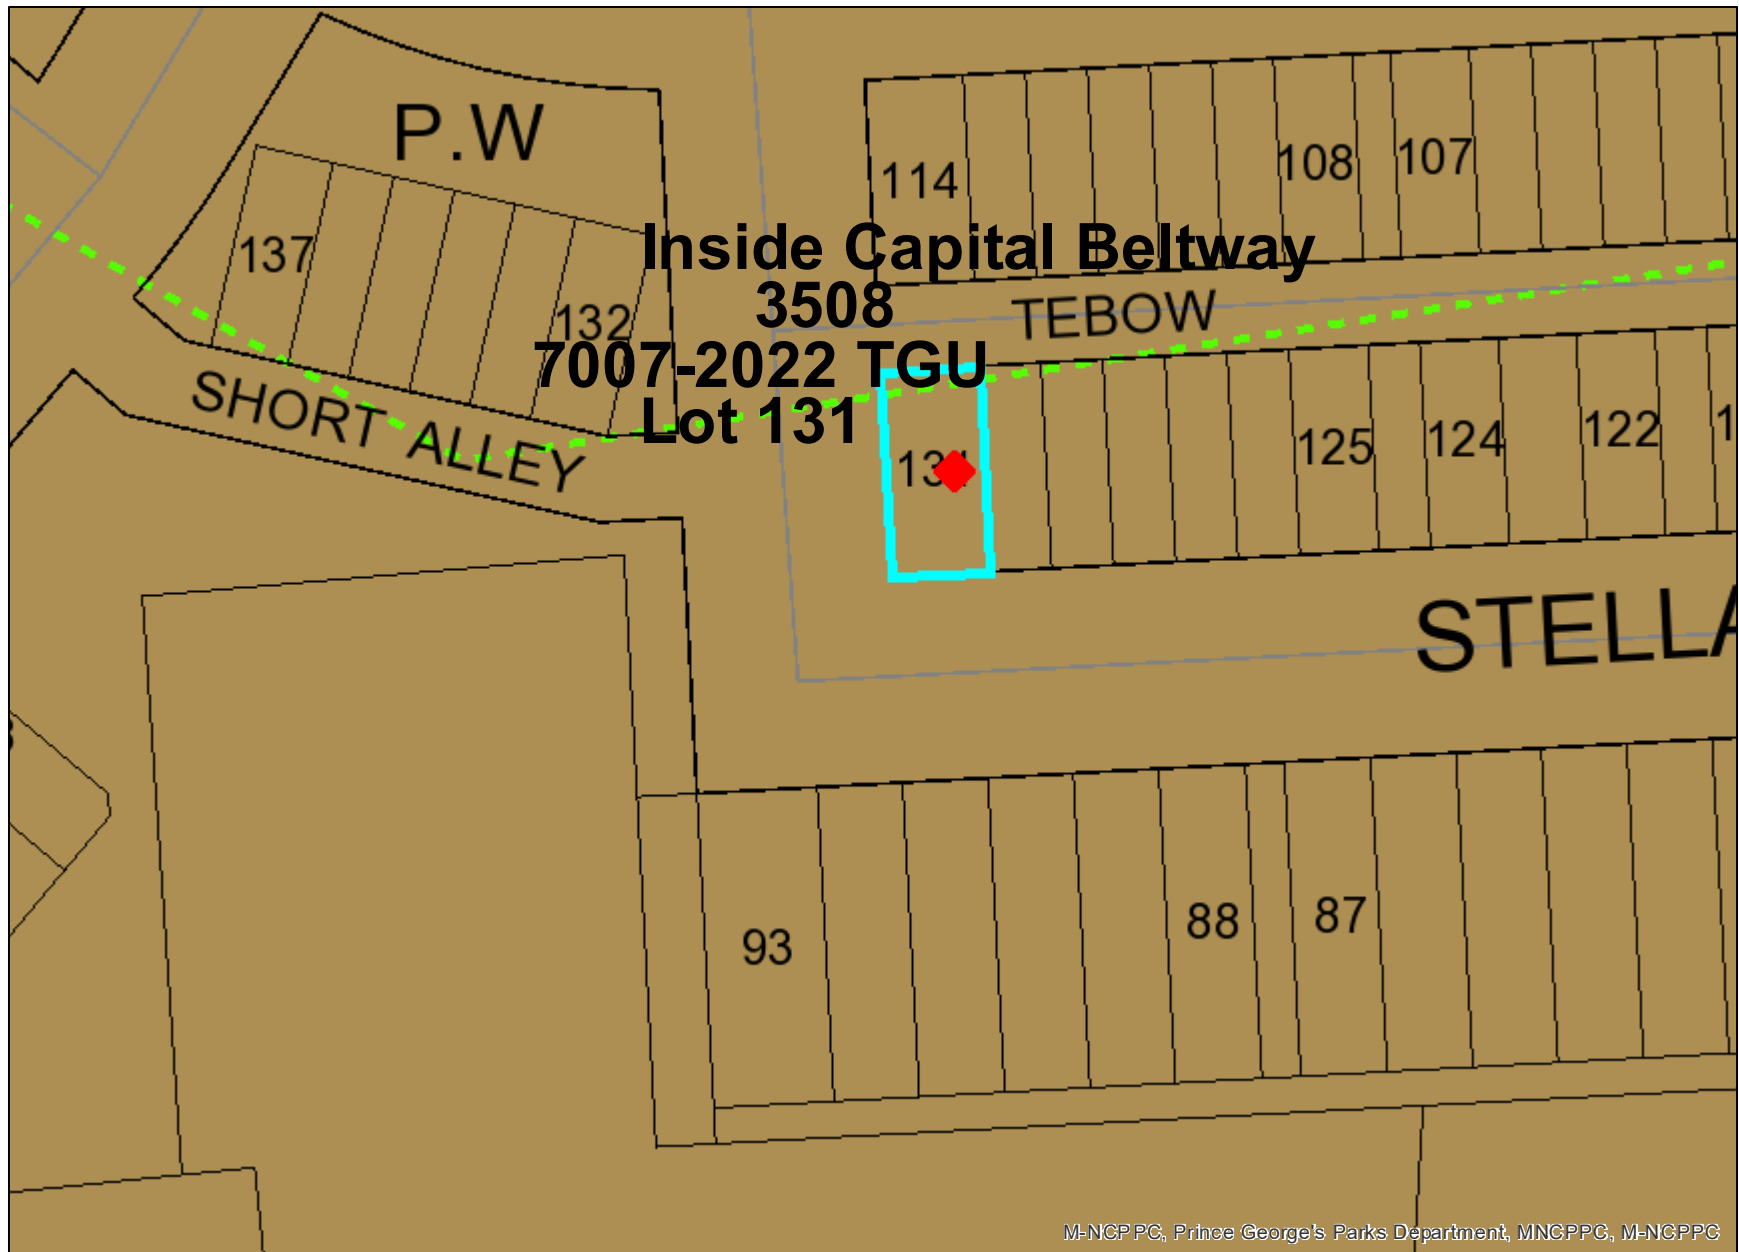 P.W
114
108
107
137
Inside Capital Beltway
3508
132
TEBOW
7007-2022 TGU
SHORT ALLEY
Lot 131
131
125
124
122
STELLA
93
88
87
M-NCPPC, Prince George's Parks Department, MNCPPC, M-NCPPC